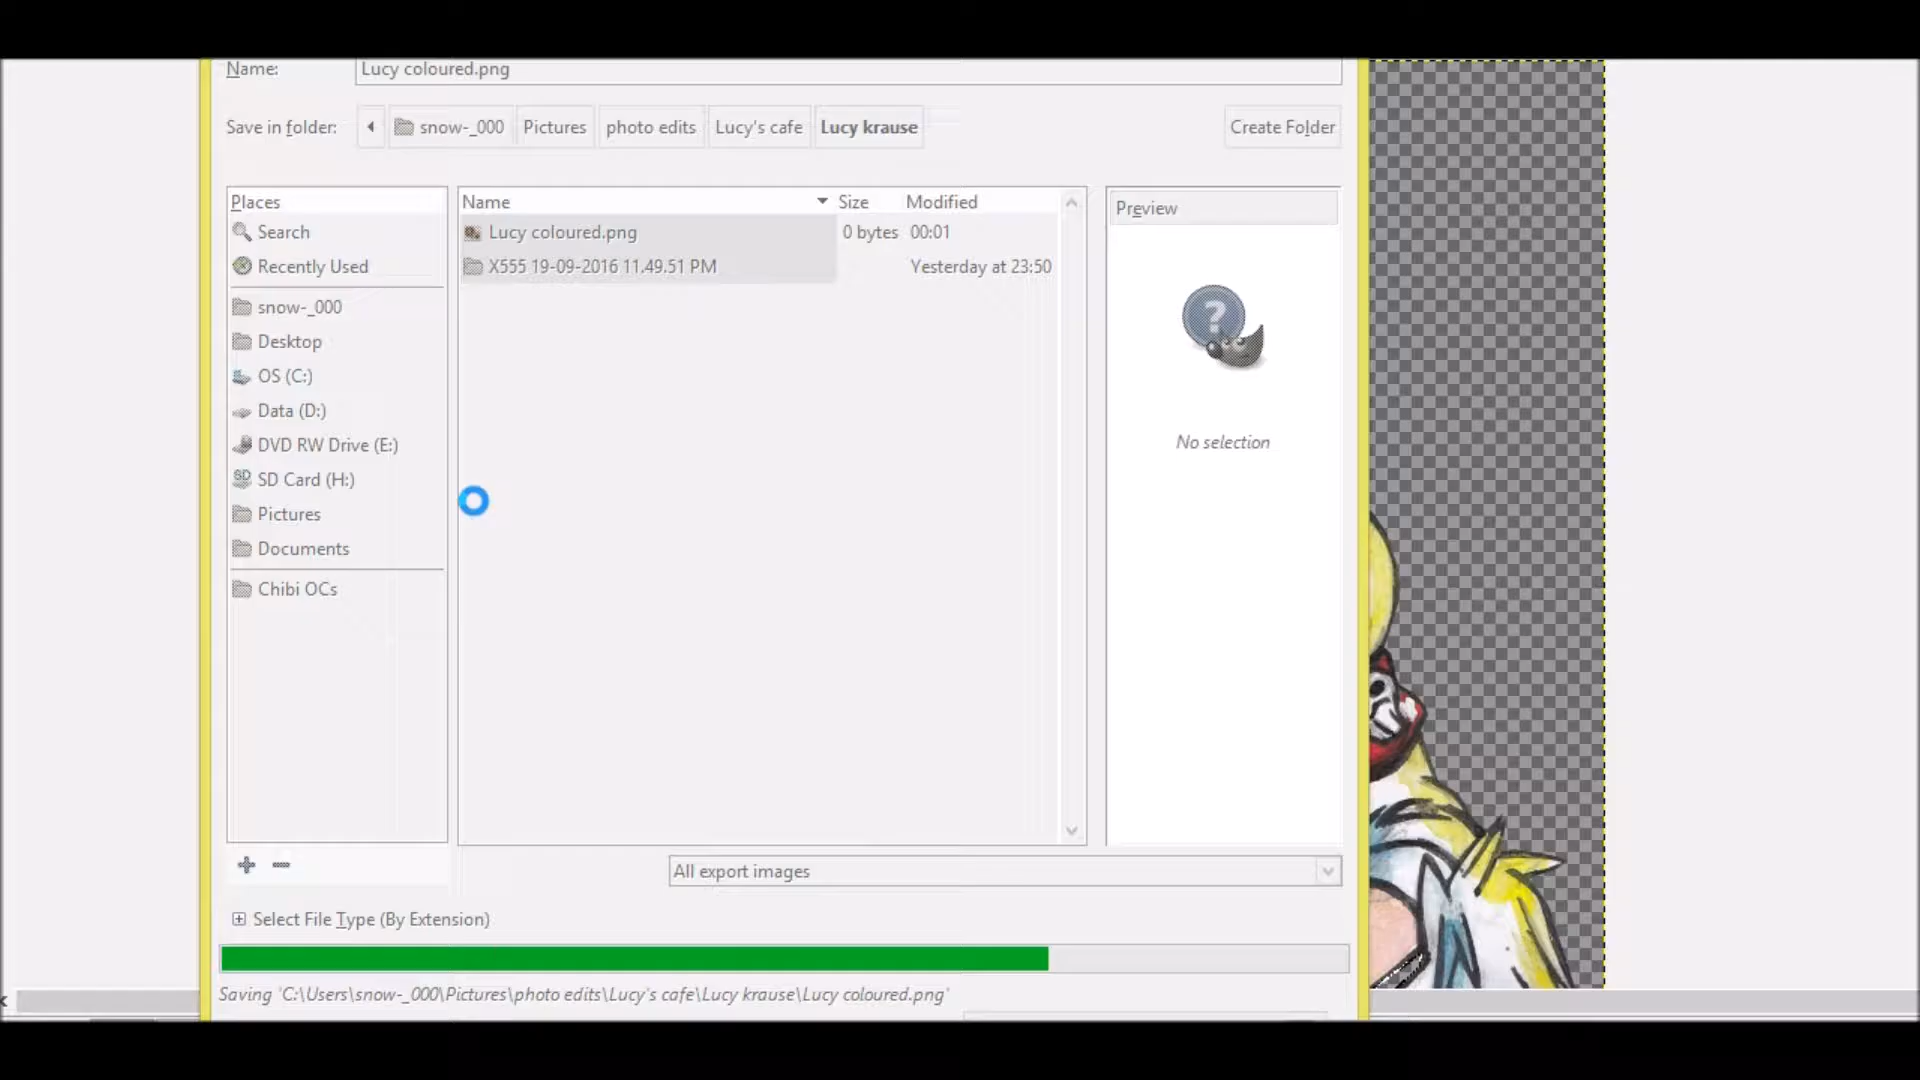 Name: Lucy coloured.png
Save in folder: snow-_000 Pictures photo edits Lucy's cafe Lucy krause Create Folder
Places
Search
Recently Used
snow-_000
Desktop
OS (C:)
Data (D:)
DVD RW Drive (E:)
SD Card (H:)
Pictures
Documents
Chibi OCs
Name Size Modified
Lucy coloured.png 0 bytes 00:01
X555 19-09-2016 11.49.51 PM Yesterday at 23:50
Preview
No selection
All export images
Select File Type (By Extension)
Saving 'C:\Users\snow-_000\Pictures\photo edits\Lucy's cafe\Lucy krause\Lucy coloured.png'